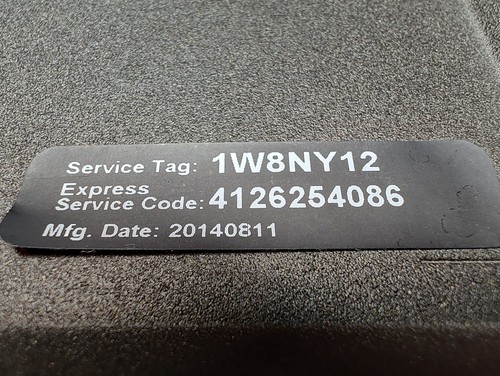 Service Tag: 1W8NY12
Express
Service Code: 4126254086
Mfg. Date: 20140811